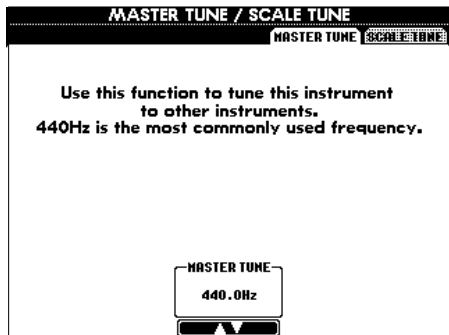 MASTER TUNE / SCALE TUNE
MASTER TUNE SCALE TUNE
Use this function to tune this instrument
to other instruments.
440Hz is the most commonly used frequency.
MASTER TUNE
440.0Hz